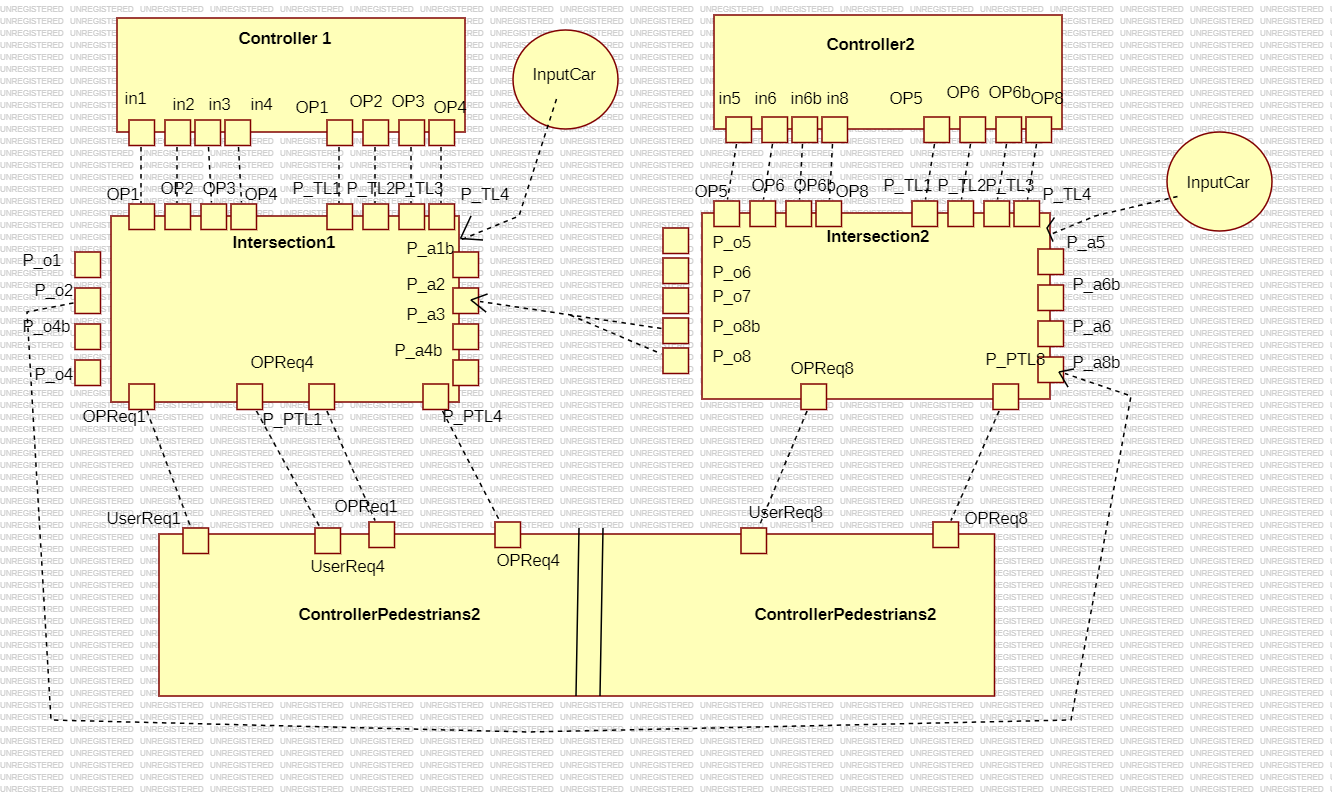 Controller 1
in1
in2
in3
in4
OP1
OP2
OP3
OP4
InputCar
Controller2
in5
in6
in6b
in8
OP5
OP6
OP6b
OP8
InputCar
OP1
OP2
OP3
OP4
P_TL1
P_TL2
P_TL3
P_TL4
Intersection1
P_o1
P_o2
P_o4b
P_o4
P_a1b
P_a2
P_a3
P_a4b
OPReq4
OPReq1
P_PTL1
P_PTL4
OP5
OP6
OP6b
OP8
P_TL1
P_TL2
P_TL3
P_TL4
Intersection2
P_o5
P_o6
P_o7
P_o8b
P_o8
P_a5
P_a6b
P_a6
P_a8b
OPReq8
P_PTL8
UserReq1
OPReq1
UserReq4
OPReq4
UserReq8
OPReq8
ControllerPedestrians2
ControllerPedestrians2
UNREGISTERED